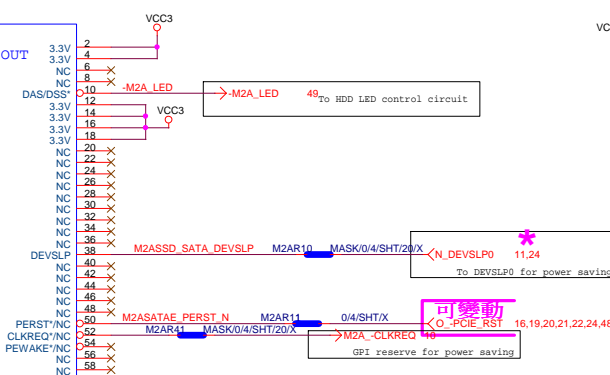 VCC3
VC
OUT
3.3V 2
3.3V 4
NC 6
NC 8
DAS/DSS* 10 -M2A_LED -M2A_LED 49 To HDD LED control circuit
3.3V 12
3.3V 14 VCC3
3.3V 16
3.3V 18
NC 20
NC 22
NC 24
NC 26
NC 28
NC 30
NC 32
NC 34
NC 36 *
DEVSLP 38 M2ASSD_SATA_DEVSLP M2AR10 MASK/0/4/SHT/20/X N_DEVSLP0 11,24
NC 40 To DEVSLP0 for power saving
NC 42
NC 44
NC 46
NC 48 可變動
PERST*/NC 50 M2ASATAE_PERST_N M2AR11 0/4/SHT/X O_-PCIE_RST 16,19,20,21,22,24,48
CLKREQ*/NC 52 M2AR41 MASK/0/4/SHT/20/X M2A_-CLKREQ 16
PEWAKE*/NC 54 GPI reserve for power saving
NC 56
NC 58